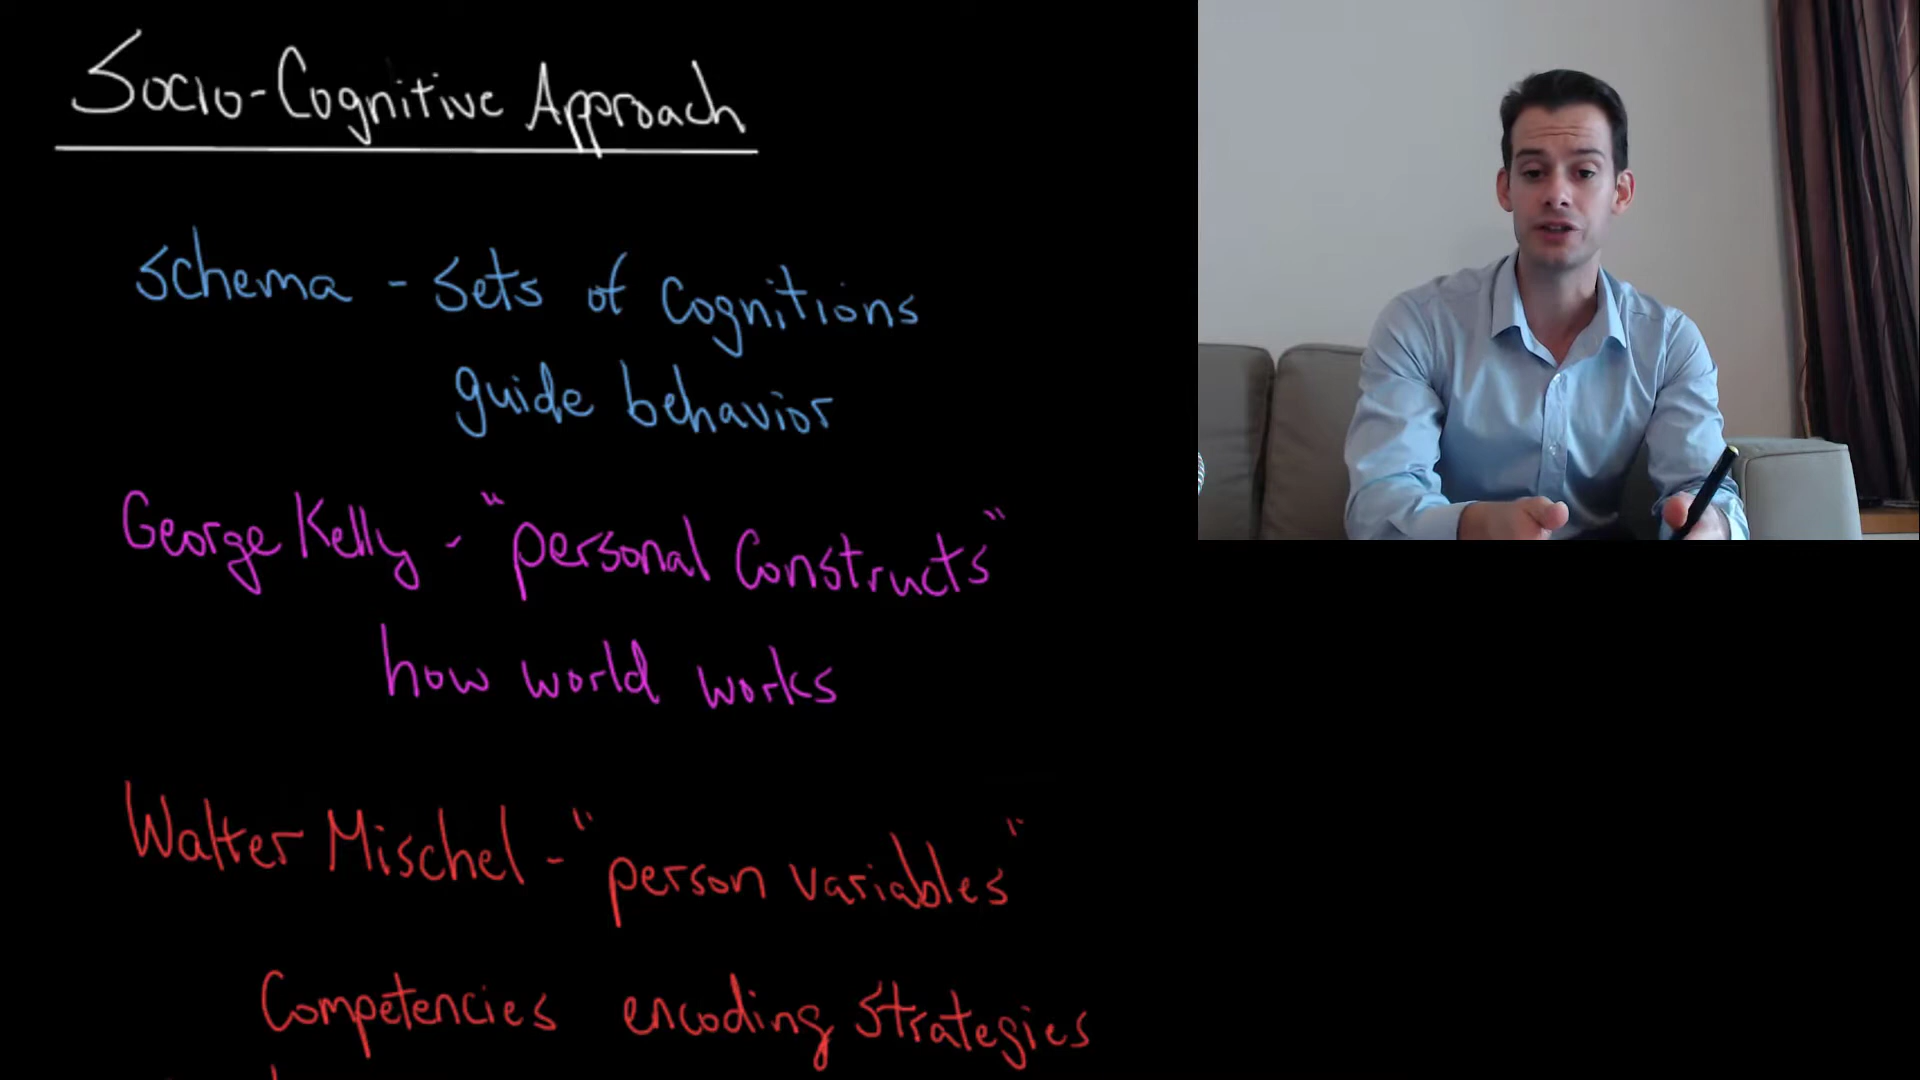 Socio-Cognitive Approach
Schema - sets of cognitions
guide behavior
George Kelly - "personal constructs"
how world works
Walter Mischel - "person variables"
Competencies encoding strategies